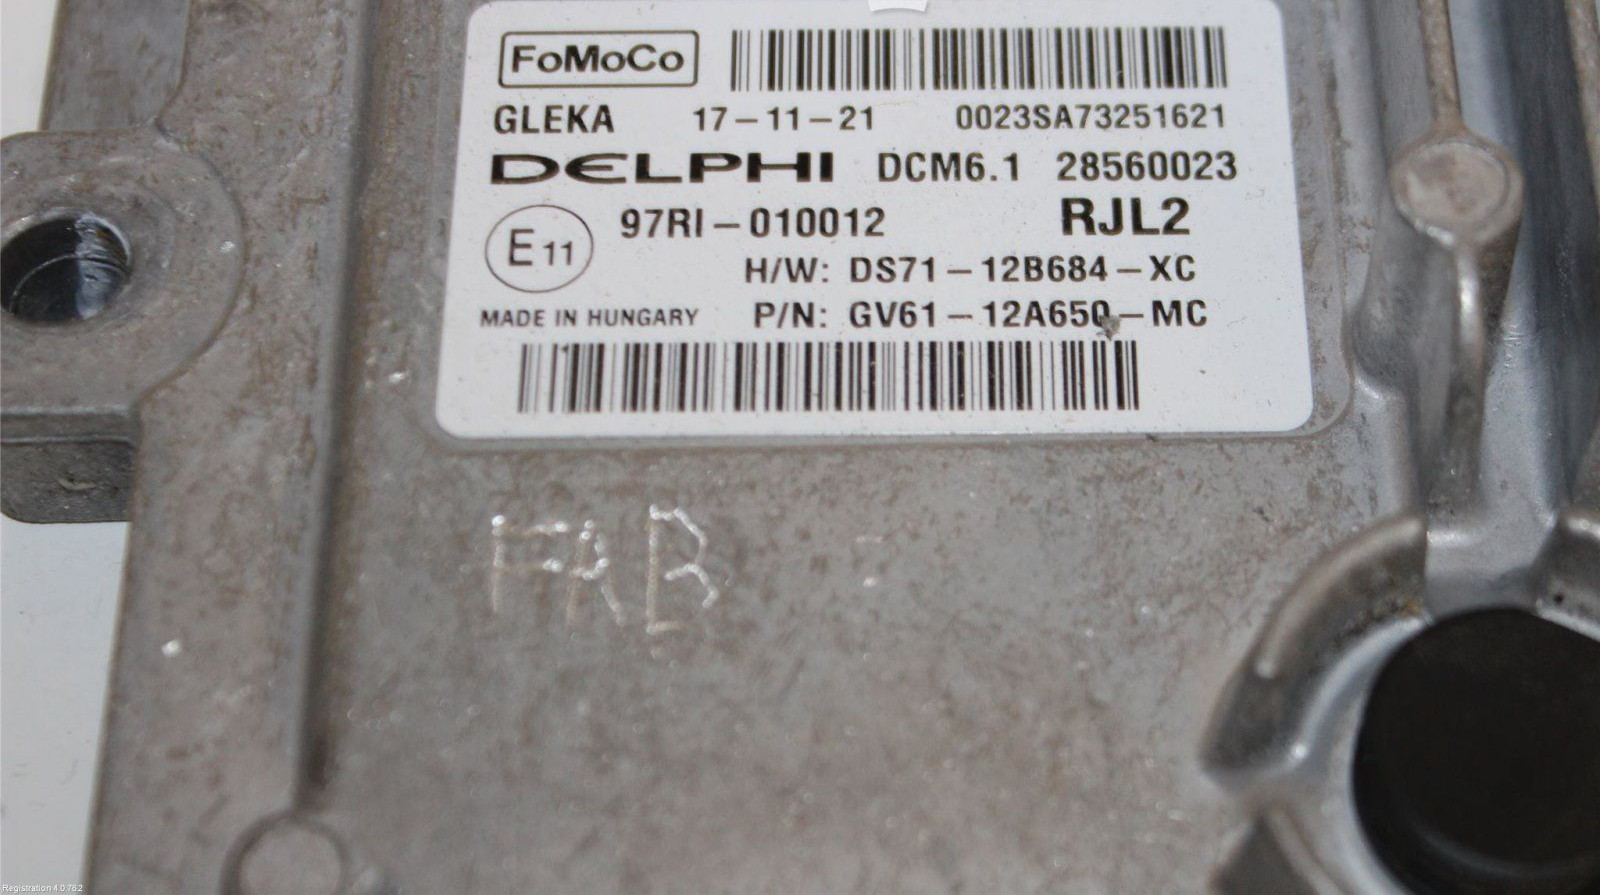 FoMoCo
GLEKA 17-11-21 0023SA73251621
DELPHI DCM6.1 28560023
E11 97RI-010012 RJL2
H/W: DS71-12B684-XC
MADE IN HUNGARY P/N: GV61-12A650-MC
FAB
Registration 4.0.76.2